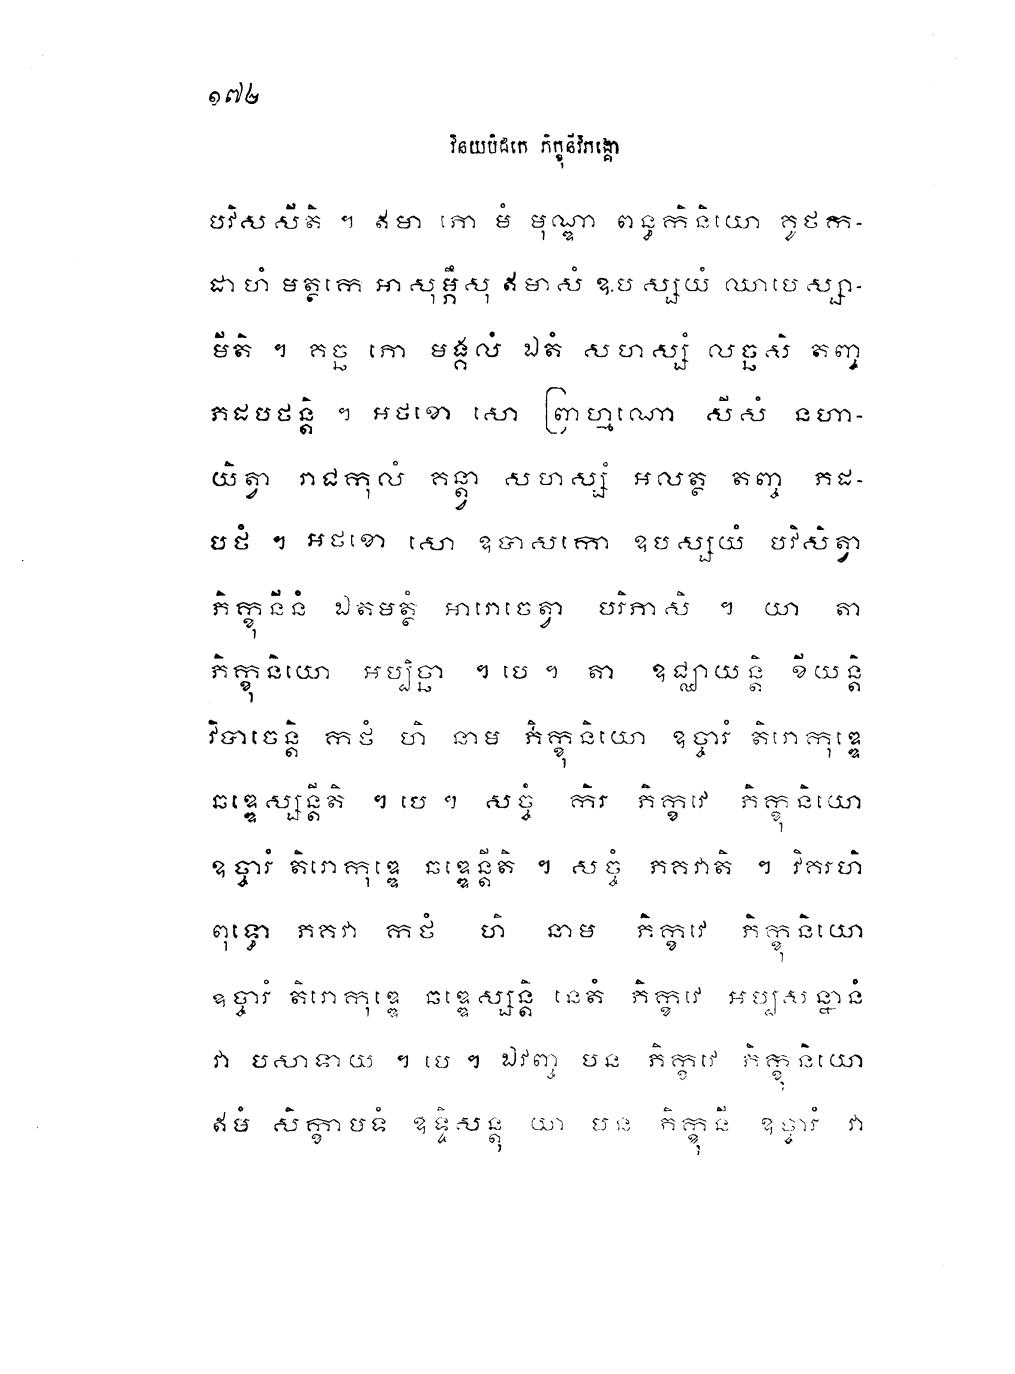 ១៧២
វិនយបិដកេ ភិក្ខុនីវិភង្គោ
បវិសសីតិ ។ ឥមា ភោ មំ មុណ្ឌា ពន្ធកិនិយោ គូថក-
ដាហំ មត្ថកេ អាសុម្ភឹសុ ឥមាសំ ឧបស្សយំ ឈាបេស្សា-
មីតិ ។ គច្ឆ ភោ មង្គលំ ឯតំ សហស្សំ លច្ឆសិ តញ្ច
ភដបថន្តិ ។ អថខោ សោ ព្រាហ្មណោ សីសំ នហា-
យិត្វា រាជកុលំ គន្ត្វា សហស្សំ អលត្ថ តញ្ច ភដ-
បថំ ។ អថខោ សោ ឧបាសកោ ឧបស្សយំ បវិសិត្វា
ភិក្ខុនីនំ ឯតមត្ថំ អារោចេត្វា បរិភាសិ ។ យា តា
ភិក្ខុនិយោ អប្បិច្ឆា ។ បេ ។ តា ឧជ្ឈាយន្តិ ខីយន្តិ
វិបាចេន្តិ កថំ ហិ នាម ភិក្ខុនិយោ ឧច្ចារំ តិរោកុឌ្ឌេ
ឆឌ្ឌេស្សន្តីតិ ។ បេ ។ សច្ចំ កិរ ភិក្ខវេ ភិក្ខុនិយោ
ឧច្ចារំ តិរោកុឌ្ឌេ ឆឌ្ឌេន្តីតិ ។ សច្ចំ ភគវាតិ ។ វិគរហិ
ពុទ្ធោ ភគវា កថំ ហិ នាម ភិក្ខវេ ភិក្ខុនិយោ
ឧច្ចារំ តិរោកុឌ្ឌេ ឆឌ្ឌេស្សន្តិ នេតំ ភិក្ខវេ អប្បសន្នានំ
វា បសាទាយ ។ បេ ។ ឯវញ្ច បន ភិក្ខវេ ភិក្ខុនិយោ
ឥមំ សិក្ខាបទំ ឧទ្ទិសន្តុ យា បន ភិក្ខុនី ឧច្ចារំ វា